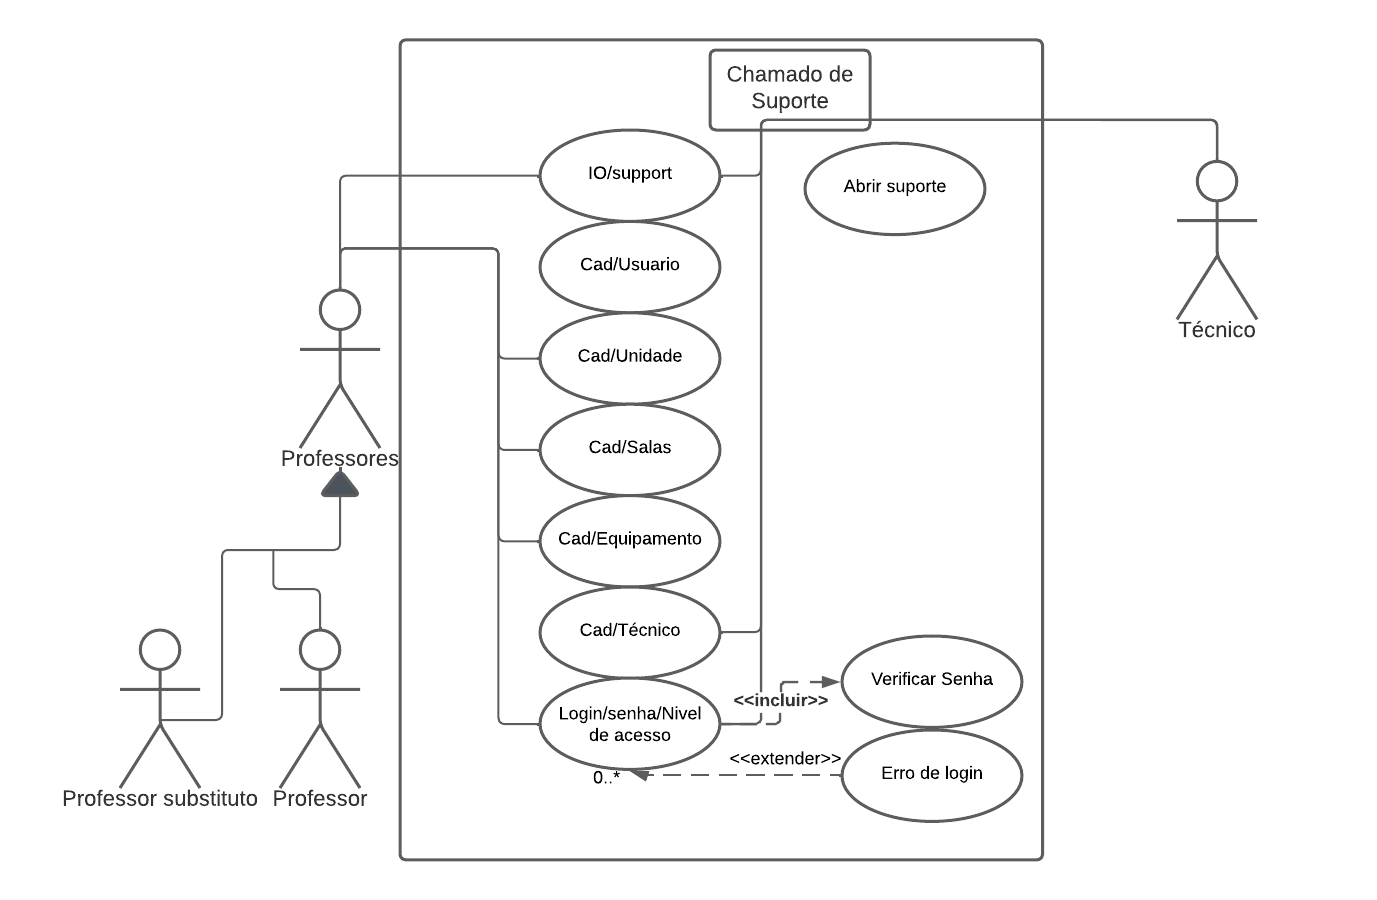 Chamado de
Suporte
IO/support
Abrir suporte
Cad/Usuario
Técnico
Cad/Unidade
Cad/Salas
Professores
Cad/Equipamento
Cad/Técnico
Verificar Senha
<<incluir>>
Login/senha/Nivel
de acesso
<<extender>>
0..*
Erro de login
Professor substituto
Professor